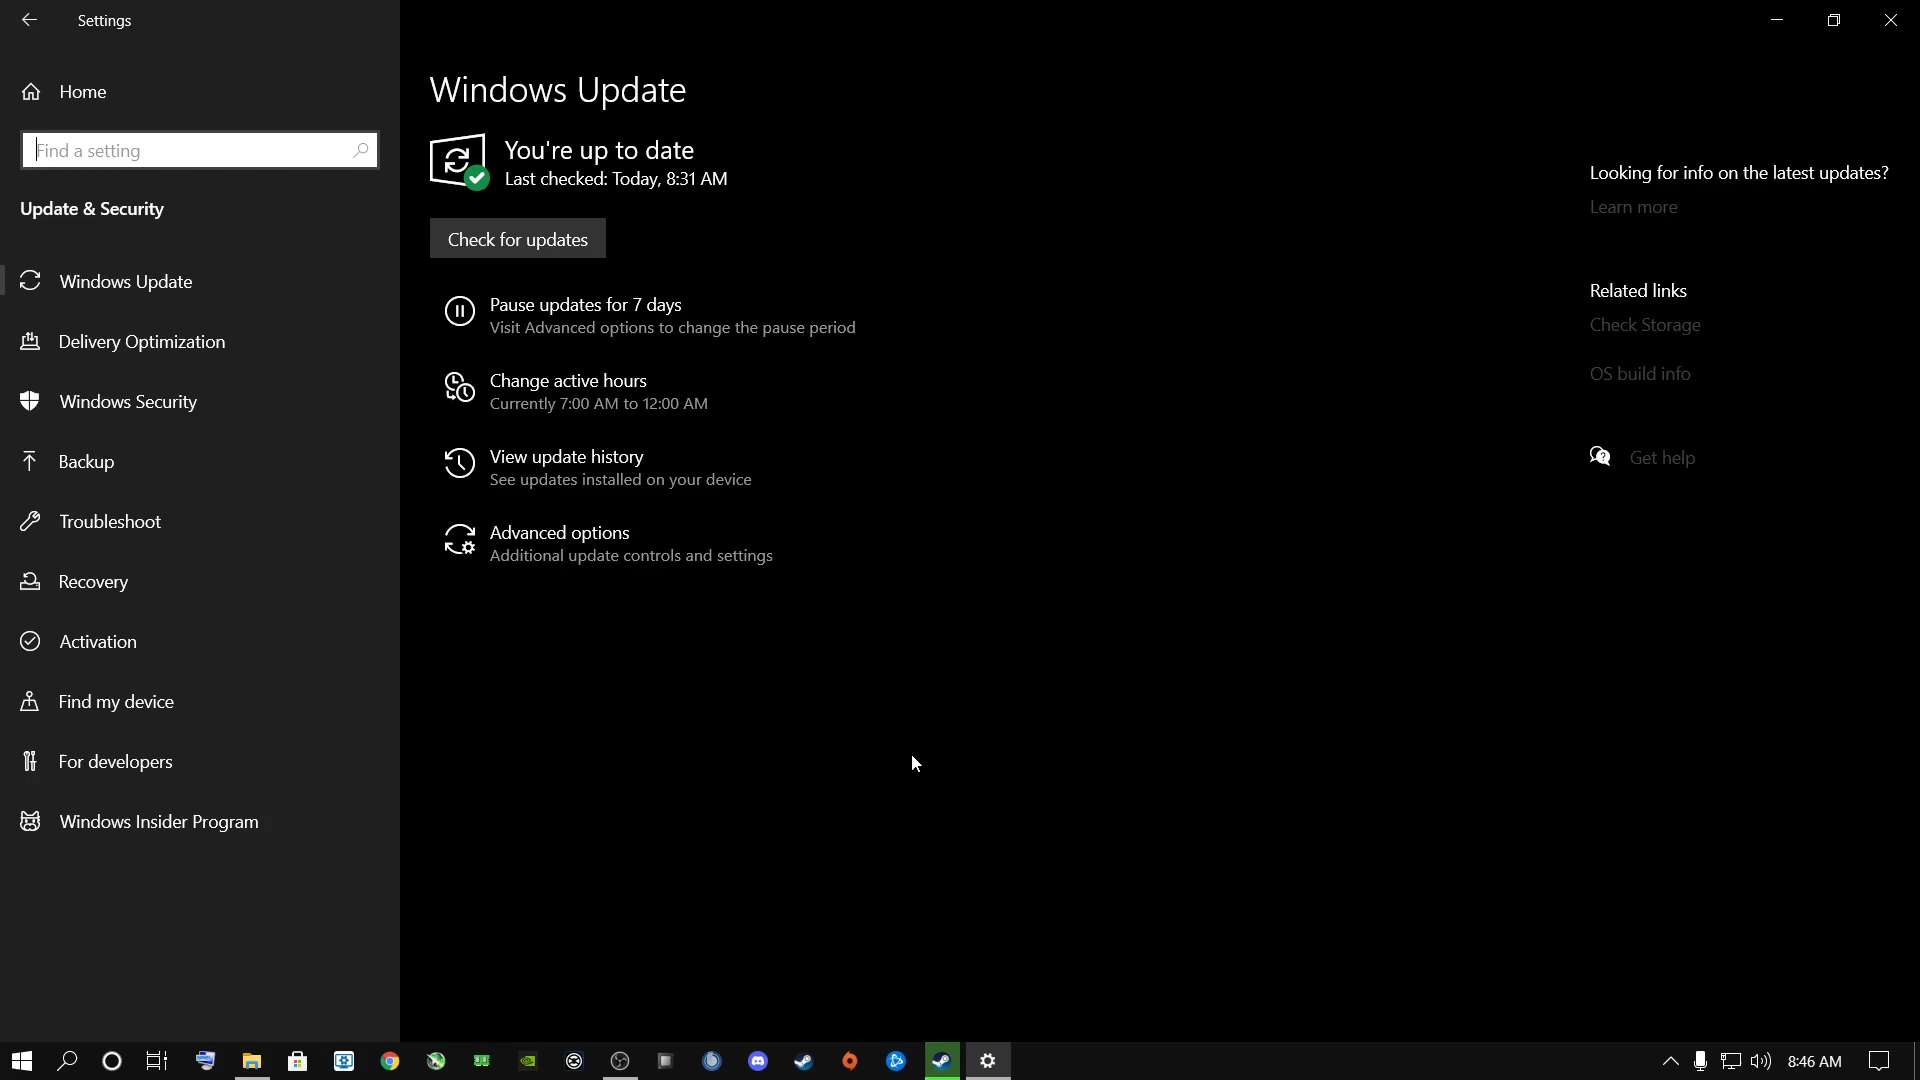 Settings
Home
Find a setting
Update & Security
Windows Update
Delivery Optimization
Windows Security
Backup
Troubleshoot
Recovery
Activation
Find my device
For developers
Windows Insider Program
Windows Update
You're up to date
Last checked: Today, 8:31 AM
Check for updates
Pause updates for 7 days
Visit Advanced options to change the pause period
Change active hours
Currently 7:00 AM to 12:00 AM
View update history
See updates installed on your device
Advanced options
Additional update controls and settings
Looking for info on the latest updates?
Learn more
Related links
Check Storage
OS build info
Get help
8:46 AM